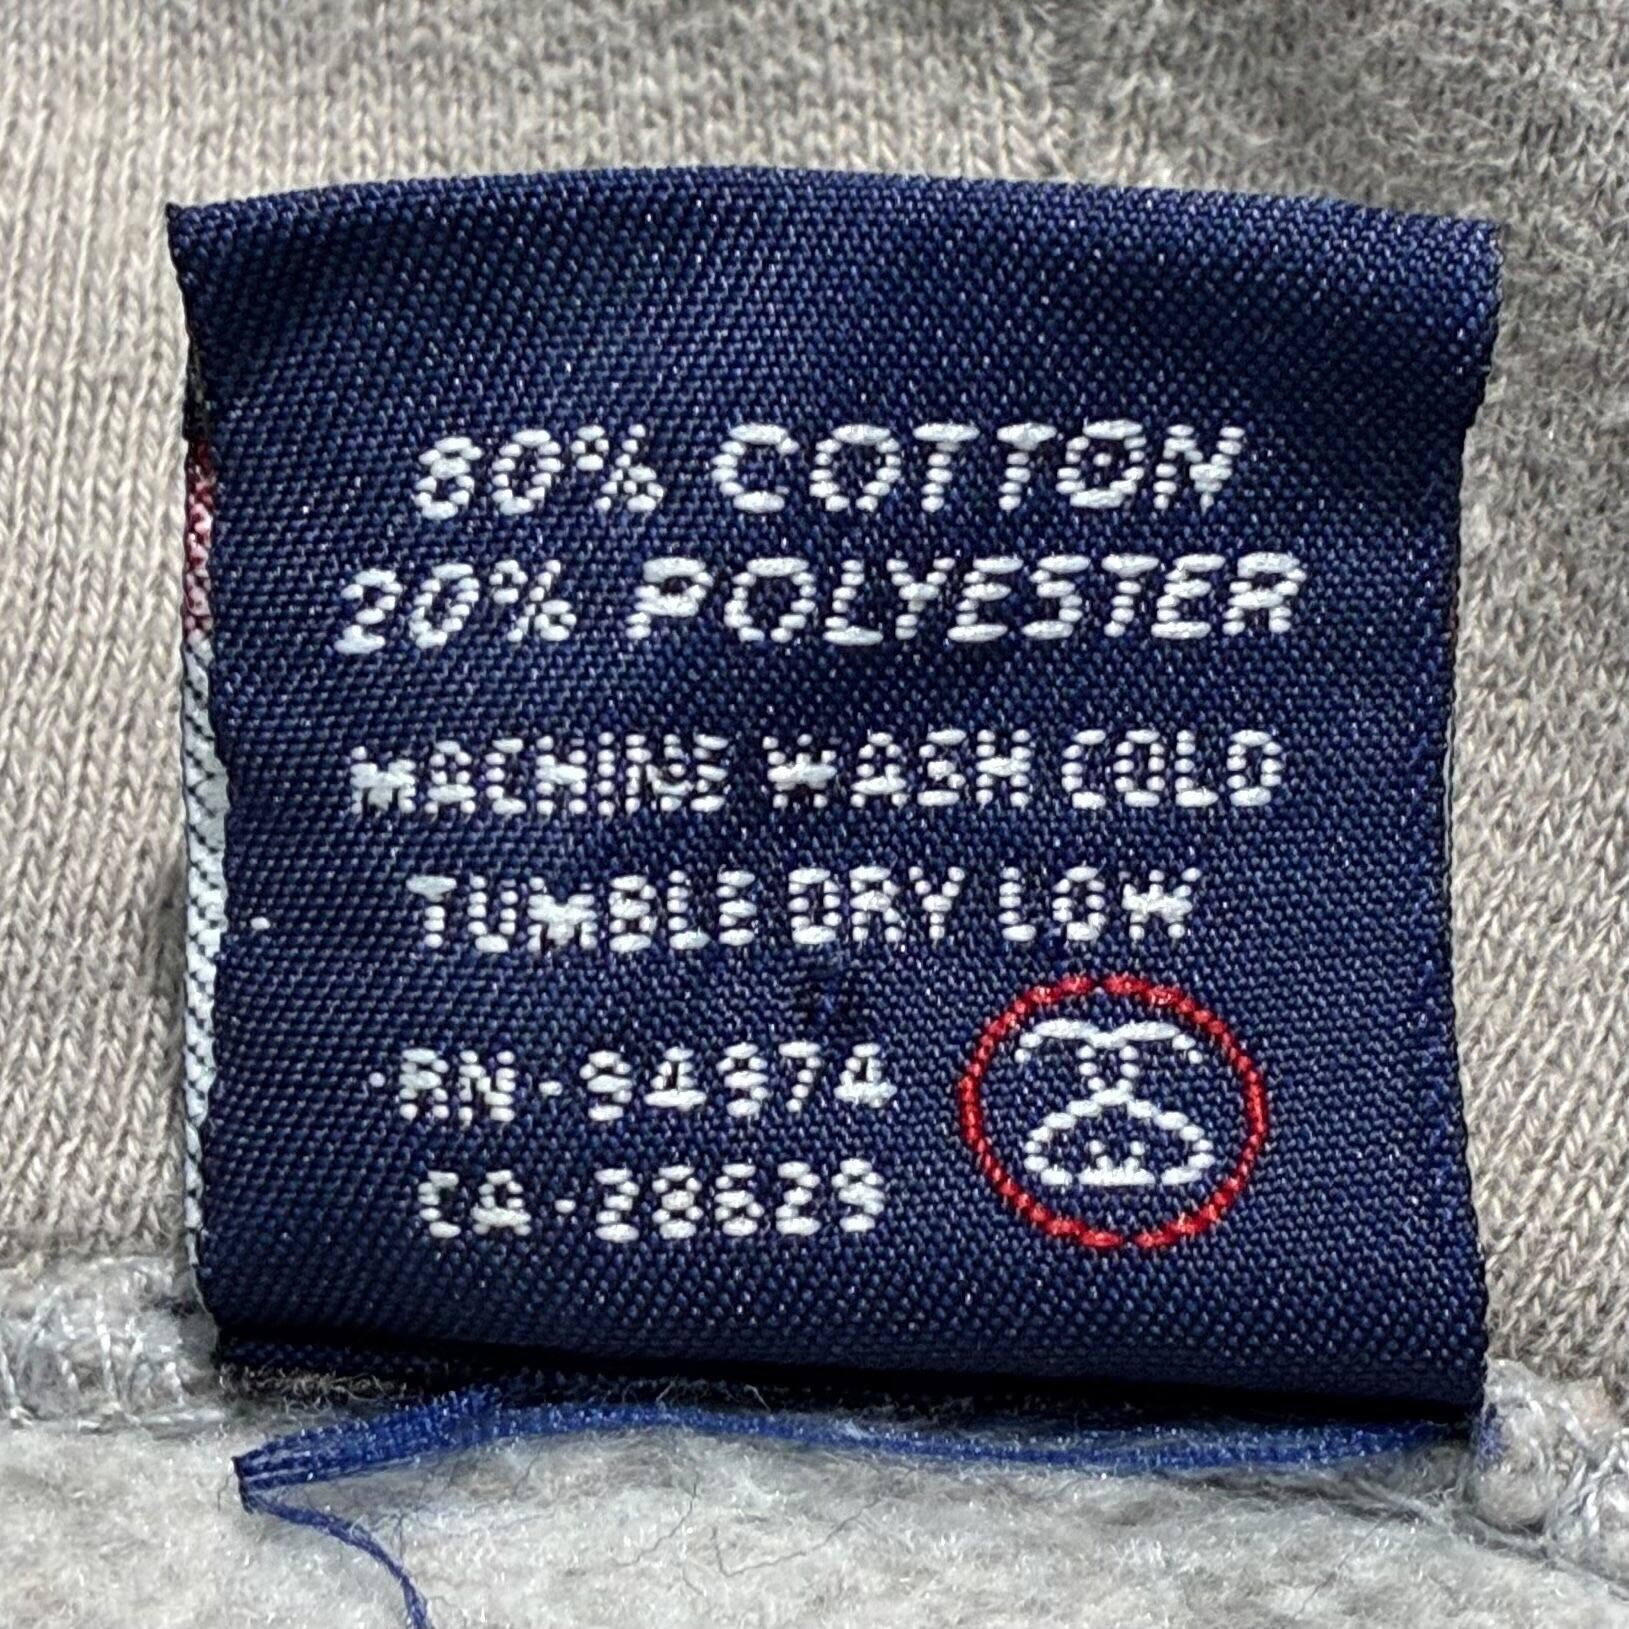 80% COTTON
20% POLYESTER
MACHINE WASH COLD
TUMBLE DRY LOW
RN-94974
CA-28629